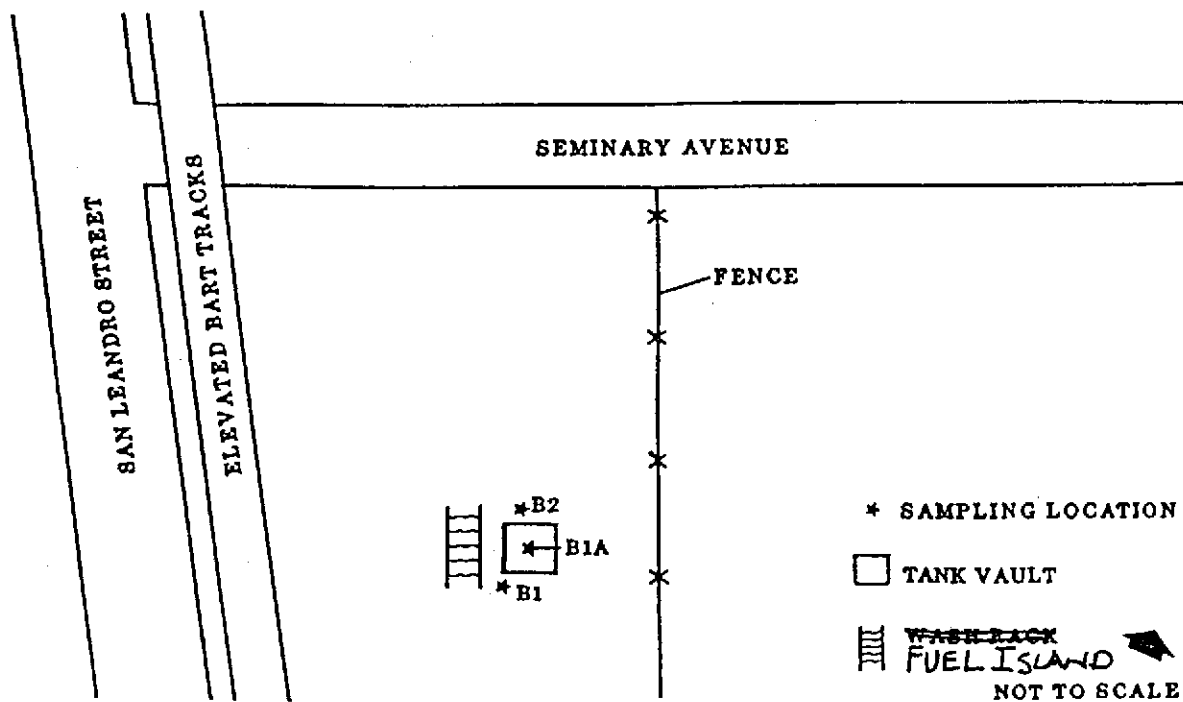 SEMINARY AVENUE
SAN LEANDRO STREET
ELEVATED BART TRACKS
FENCE
B2
B1A
B1
* SAMPLING LOCATION
TANK VAULT
WASH RACK
FUEL ISLAND
NOT TO SCALE